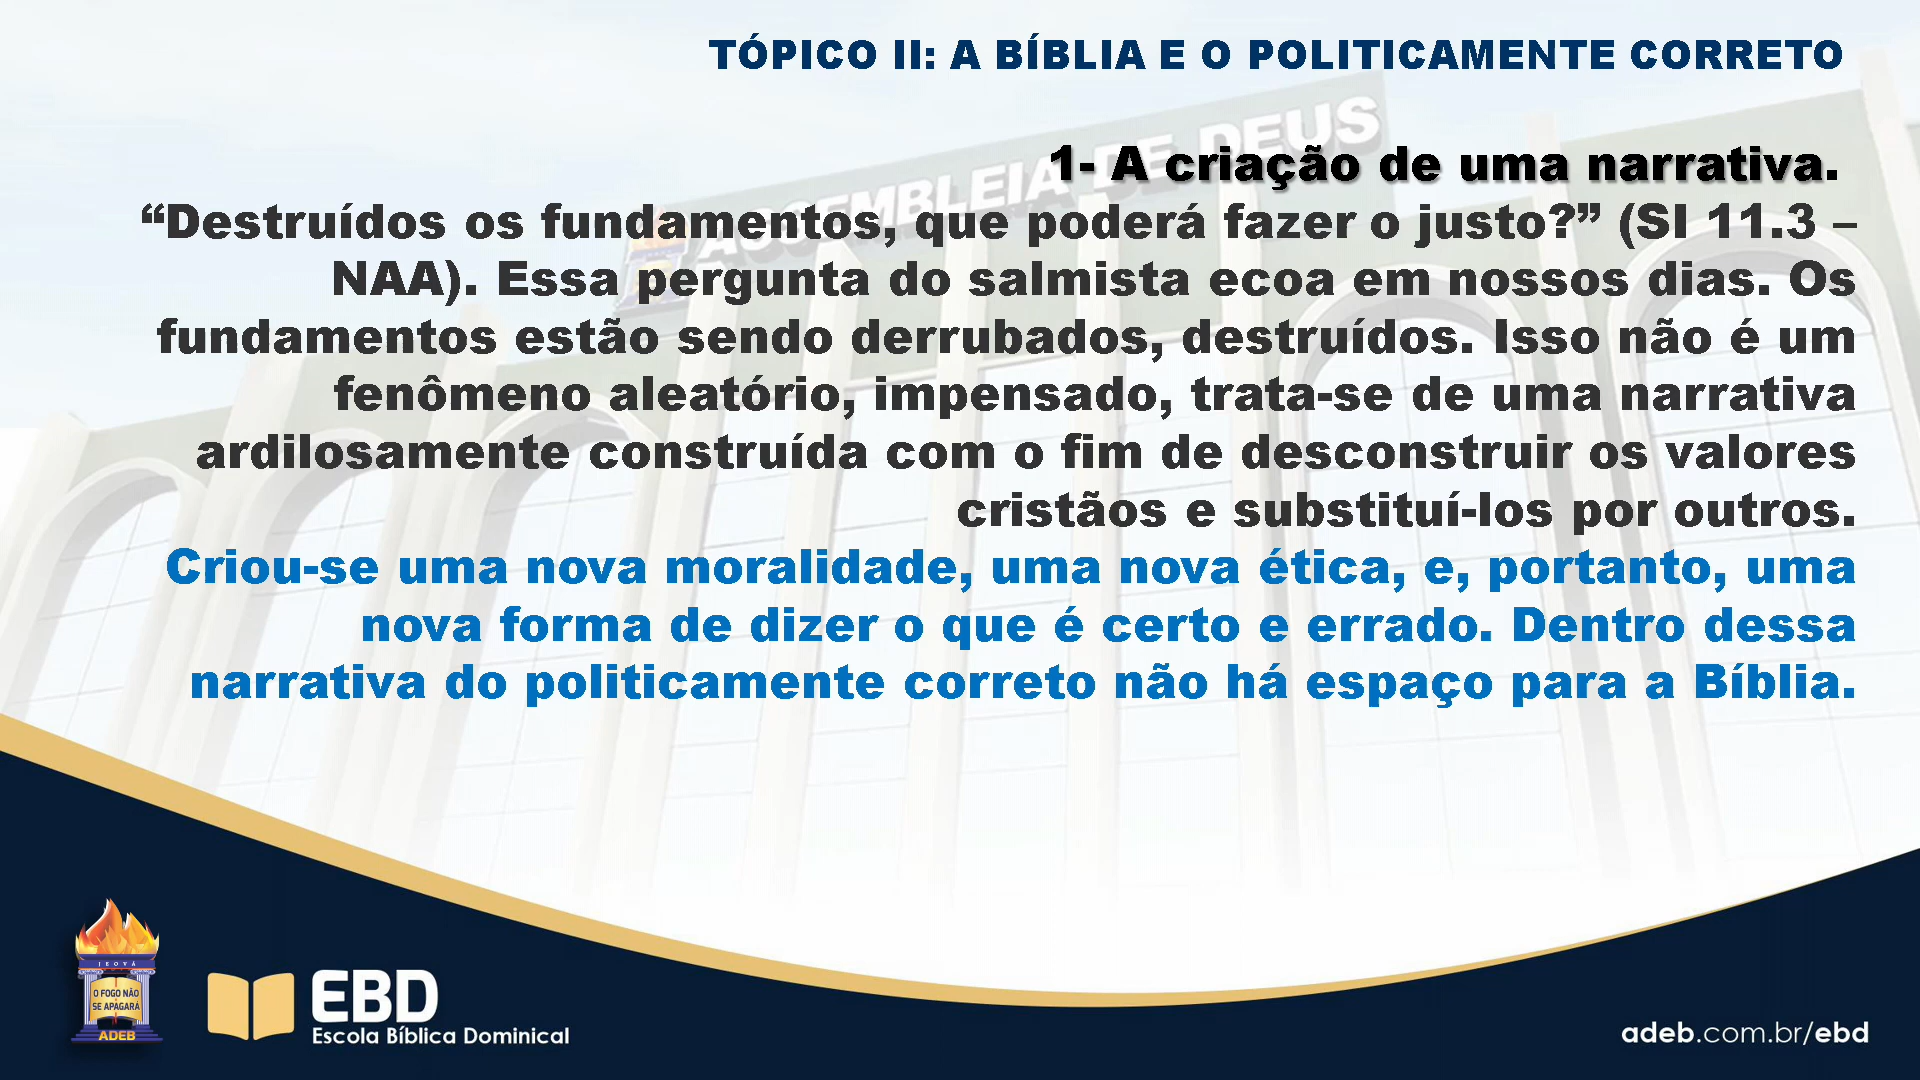 TÓPICO II: A BÍBLIA E O POLITICAMENTE CORRETO
ASSEMBLEIA DE DEUS
1- A criação de uma narrativa.
“Destruídos os fundamentos, que poderá fazer o justo?” (SI 11.3 –
NAA). Essa pergunta do salmista ecoa em nossos dias. Os
fundamentos estão sendo derrubados, destruídos. Isso não é um
fenômeno aleatório, impensado, trata-se de uma narrativa
ardilosamente construída com o fim de desconstruir os valores
cristãos e substituí-los por outros.
Criou-se uma nova moralidade, uma nova ética, e, portanto, uma
nova forma de dizer o que é certo e errado. Dentro dessa
narrativa do politicamente correto não há espaço para a Bíblia.
JEOVÁ
O FOGO NÃO
SE APAGARÁ
ADEB
EBD
Escola Bíblica Dominical
adeb.com.br/ebd